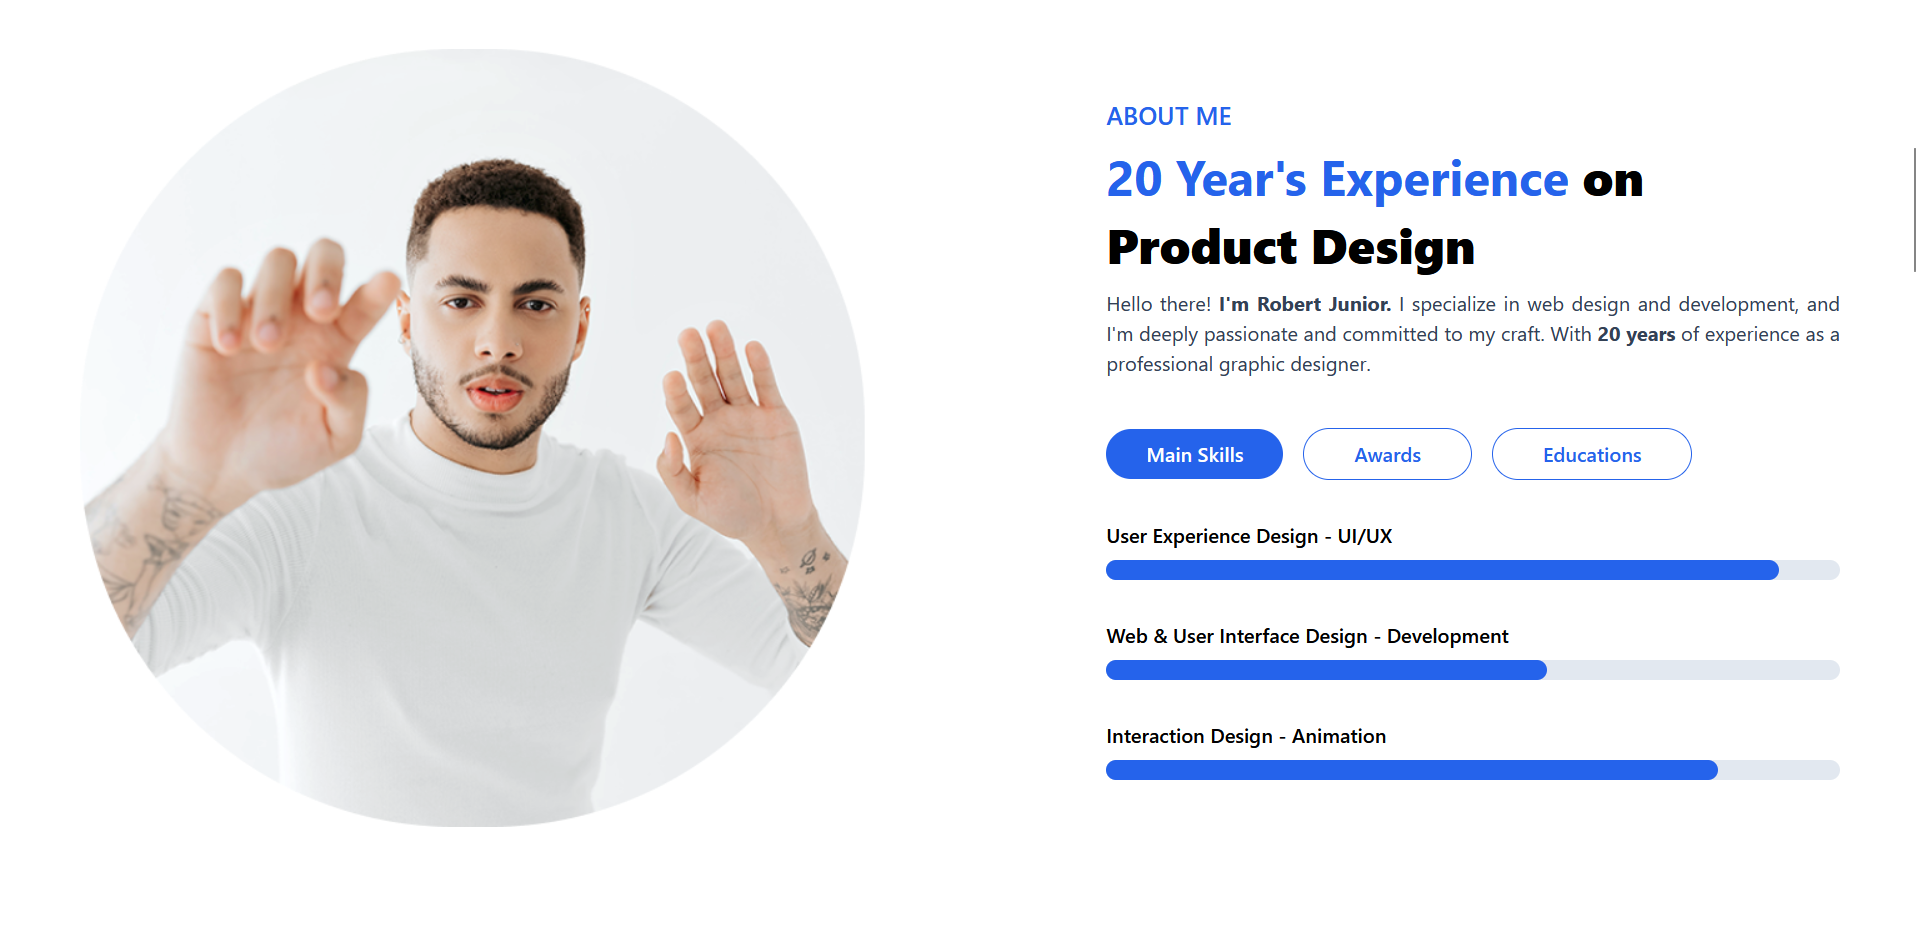 ABOUT ME
20 Year's Experience on
Product Design
Hello there! I'm Robert Junior. I specialize in web design and development, and
I'm deeply passionate and committed to my craft. With 20 years of experience as a
professional graphic designer.
Main Skills
Awards
Educations
User Experience Design - UI/UX
Web & User Interface Design - Development
Interaction Design - Animation